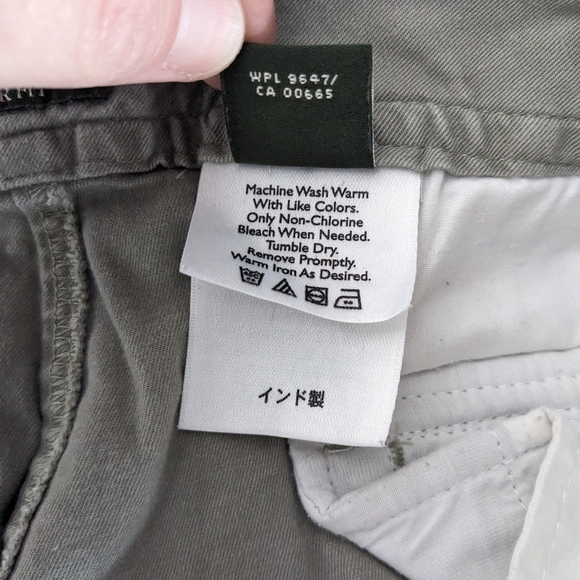 WPL 9647/
CA 00665
Machine Wash Warm
With Like Colors.
Only Non-Chlorine
Bleach When Needed.
Tumble Dry.
Remove Promptly.
Warm Iron As Desired.
インド製